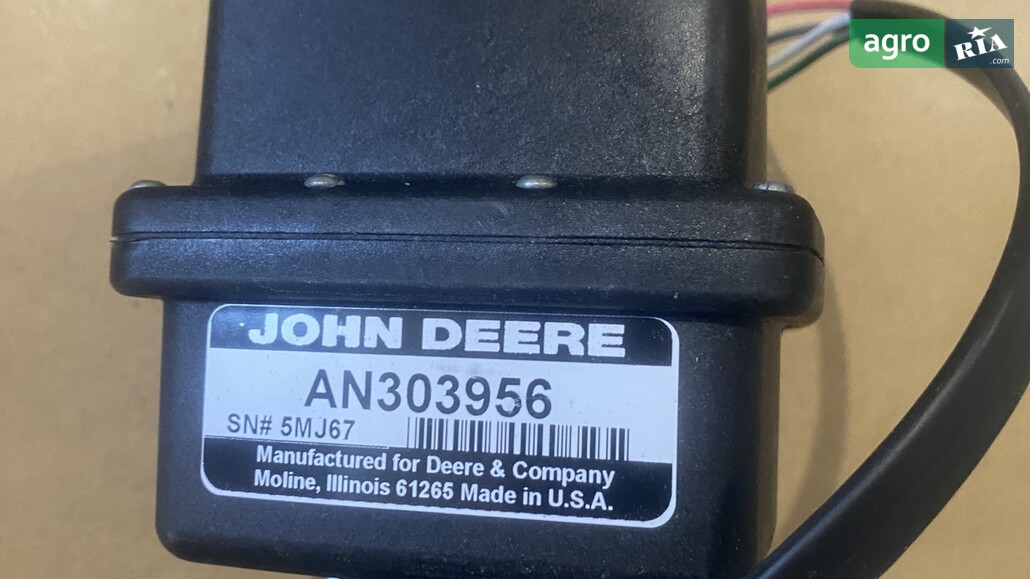 agro RIA .com
JOHN DEERE
AN303956
SN# 5MJ67
Manufactured for Deere & Company
Moline, Illinois 61265 Made in U.S.A.